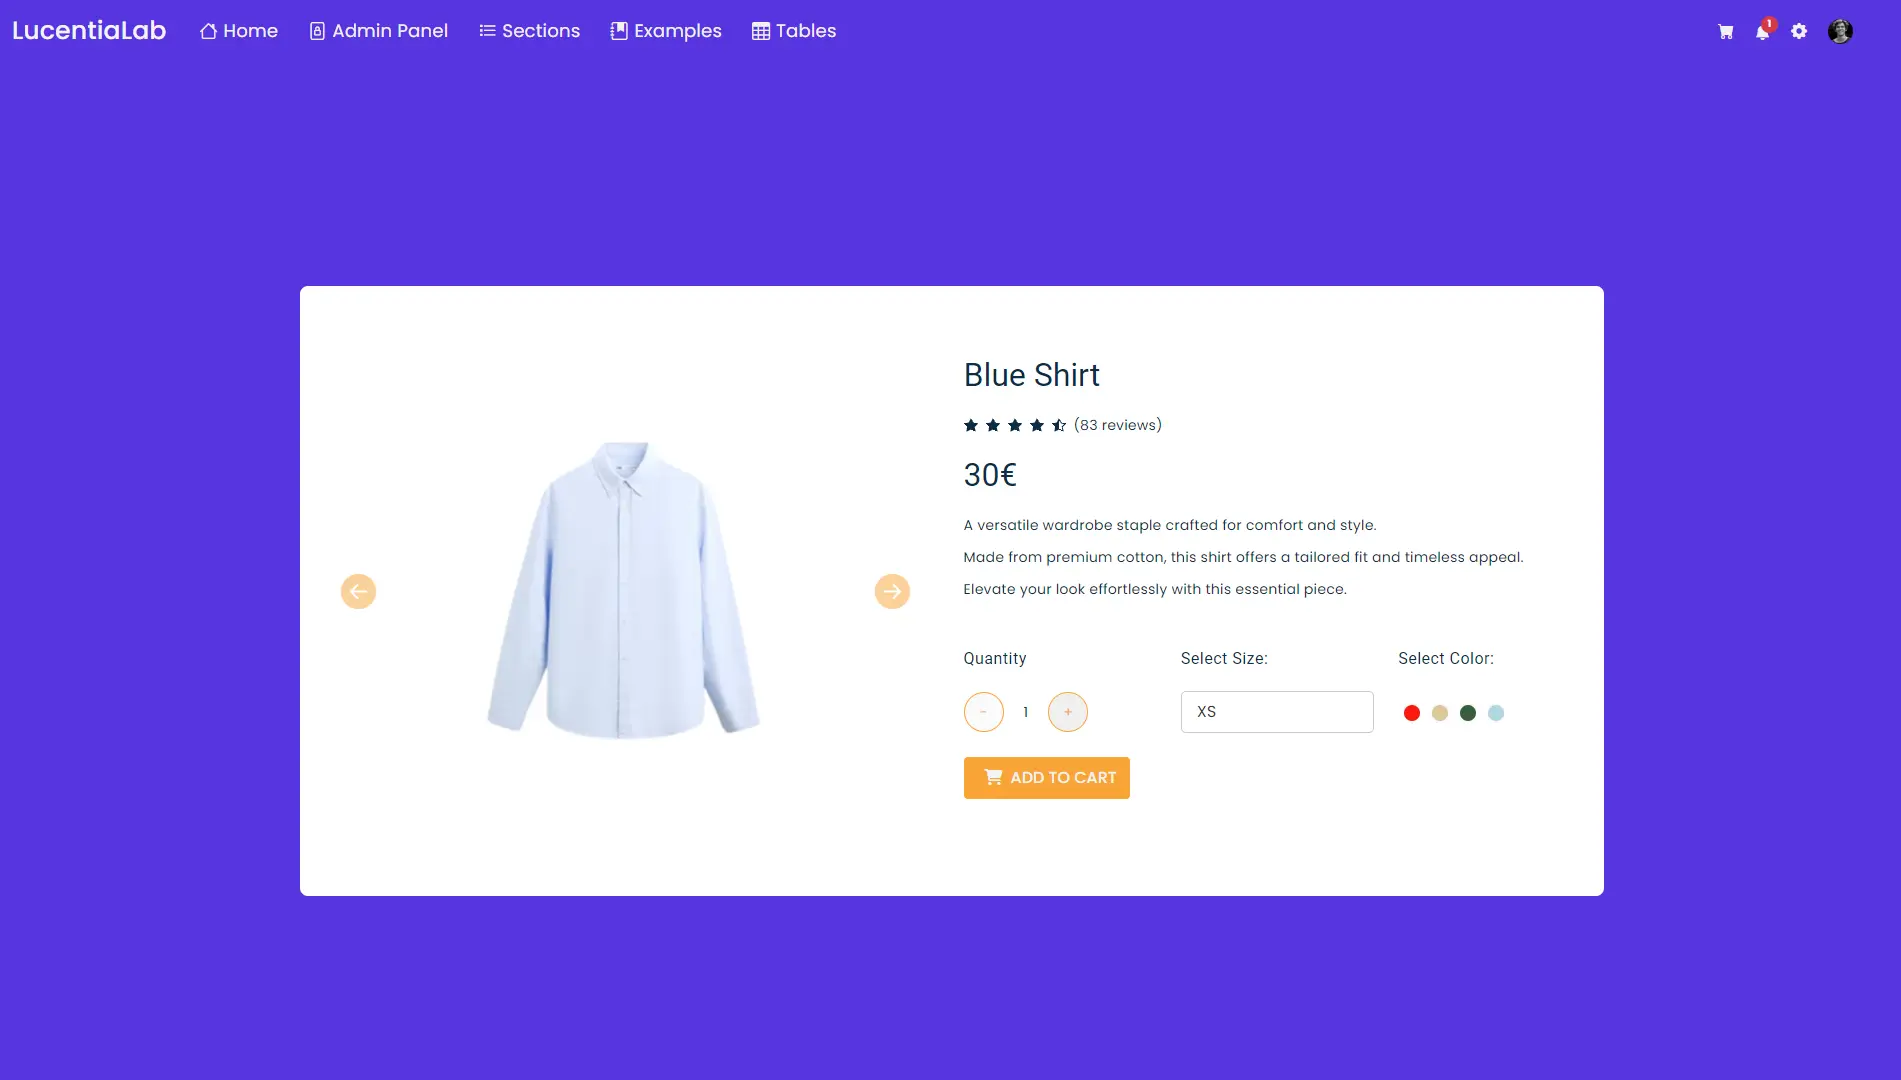 LucentiaLab Home Admin Panel Sections Examples Tables 1
Blue Shirt
(83 reviews)
30€
A versatile wardrobe staple crafted for comfort and style.
Made from premium cotton, this shirt offers a tailored fit and timeless appeal.
Elevate your look effortlessly with this essential piece.
Quantity Select Size: Select Color:
- 1 + XS
ADD TO CART